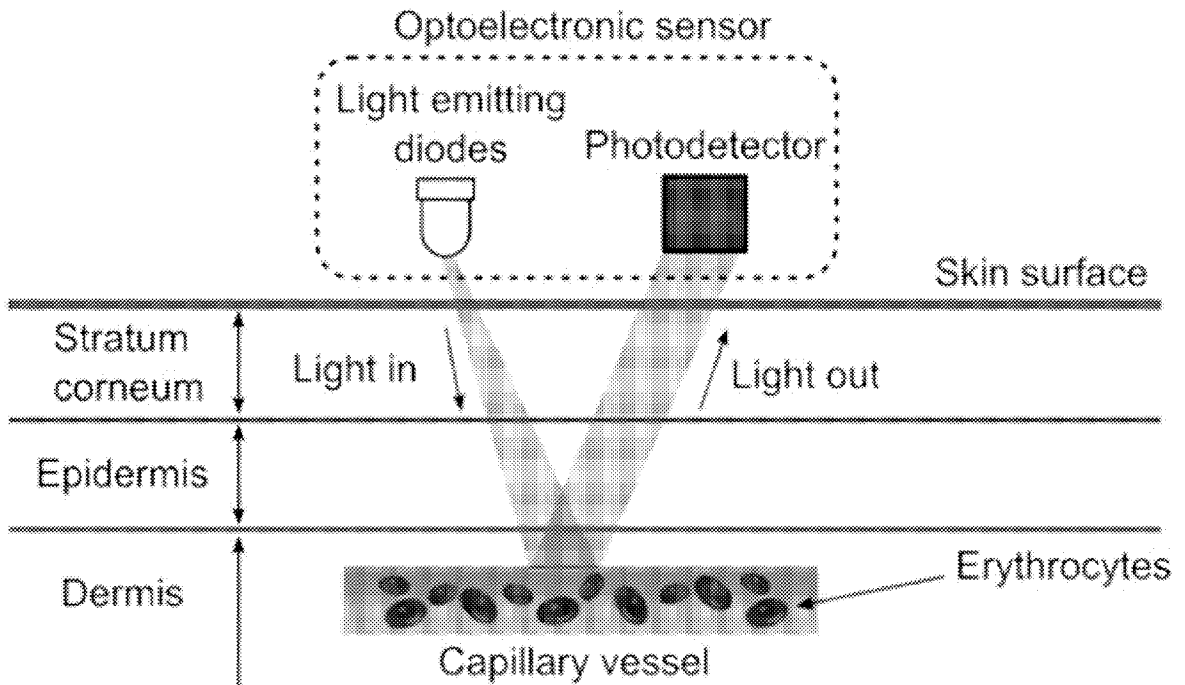 Optoelectronic sensor
Light emitting
diodes
Photodetector
Skin surface
Stratum
corneum
Light in
Light out
Epidermis
Dermis
Erythrocytes
Capillary vessel